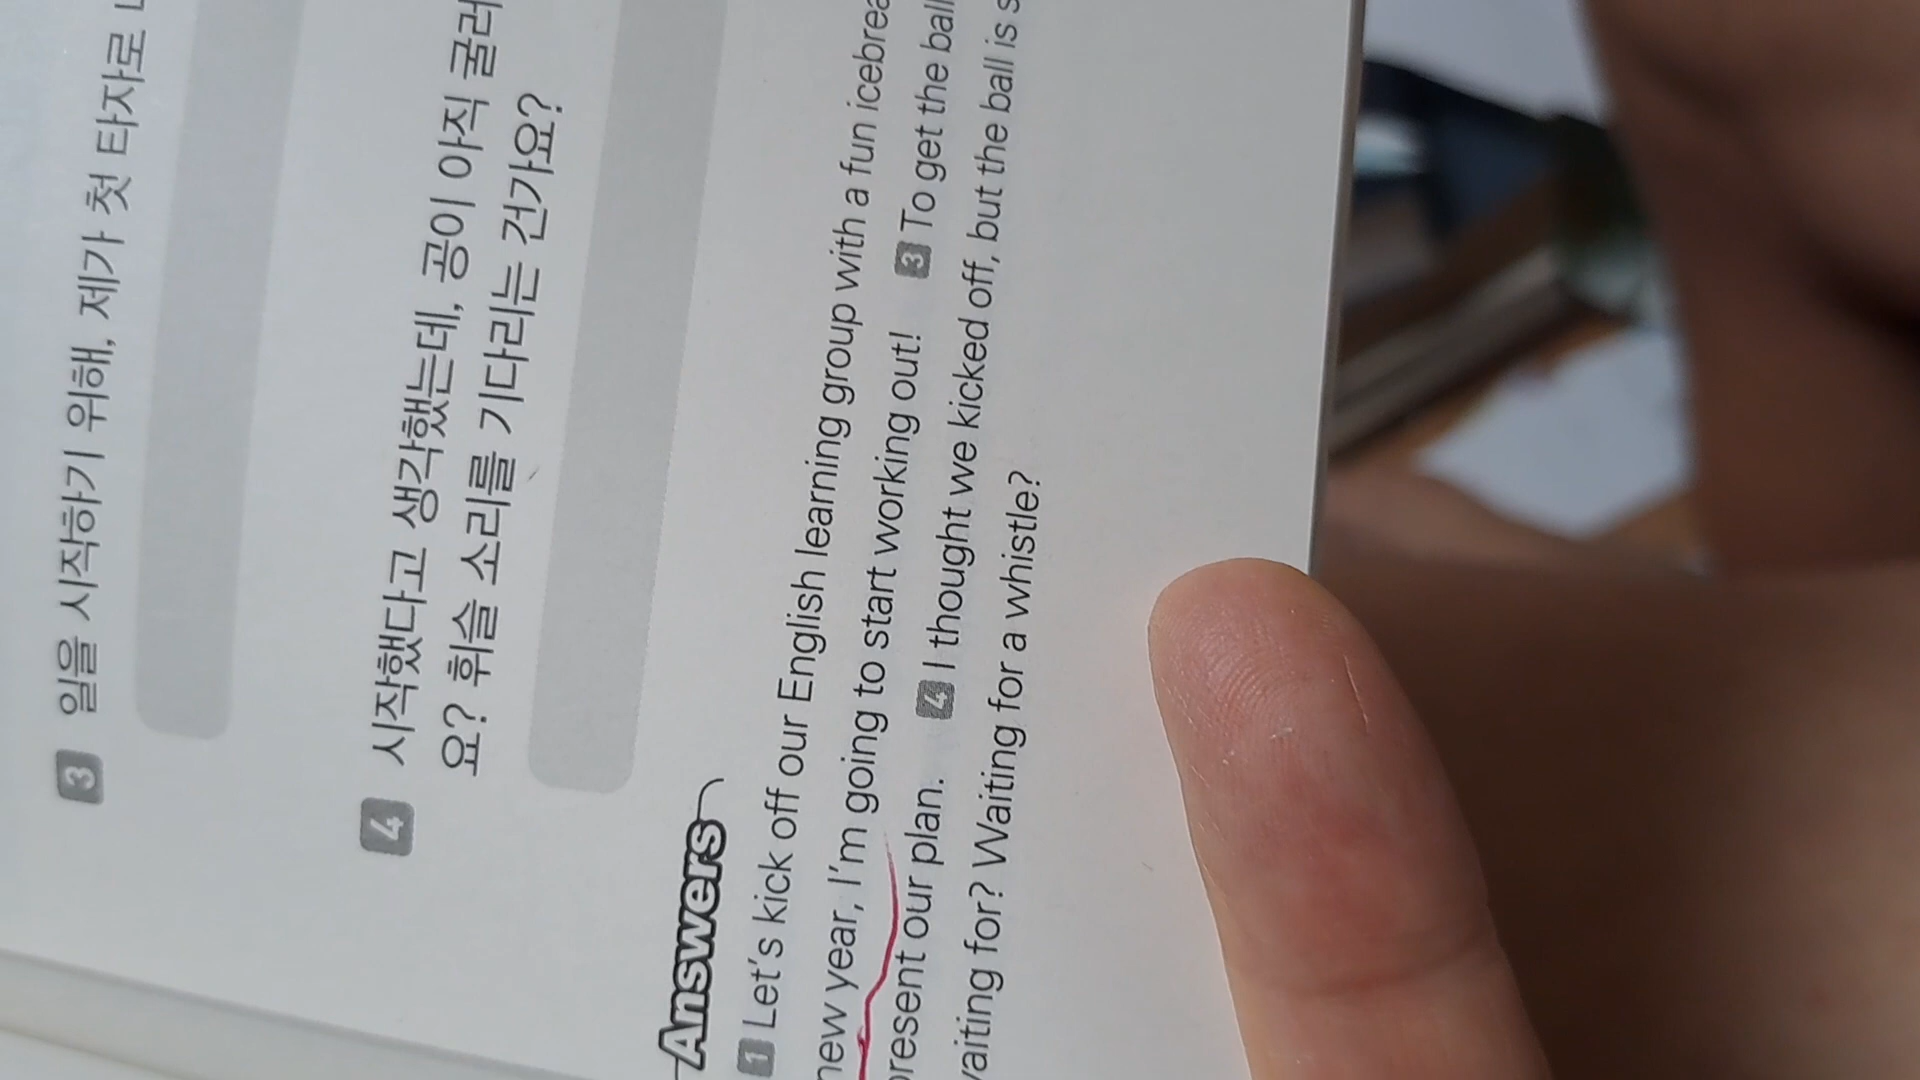 3 일을 시작하기 위해, 제가 첫 타자로
4 시작했다고 생각했는데, 공이 아직 굴러
요? 휘슬 소리를 기다리는 건가요?
Answers
1 Let's kick off our English learning group with a fun
new year, I'm going to start working out! 3 To get the ball
present our plan. 4 I thought we kicked off, but the ball is
waiting for? Waiting for a whistle?